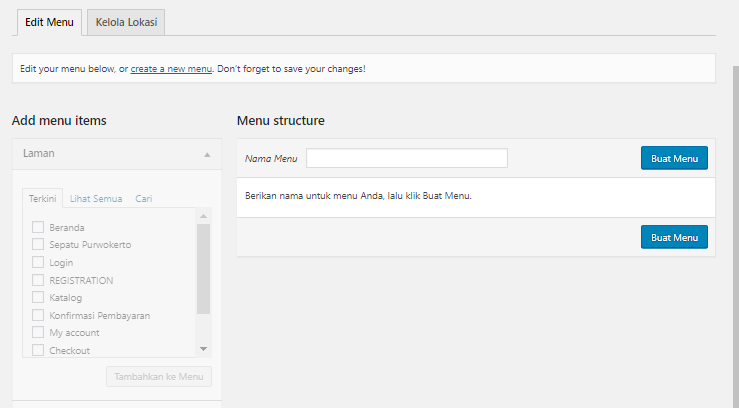 Edit Menu
Kelola Lokasi
Edit your menu below, or create a new menu. Don't forget to save your changes!
Add menu items
Menu structure
Laman
Nama Menu
Buat Menu
Terkini
Lihat Semua
Cari
Berikan nama untuk menu Anda, lalu klik Buat Menu.
Beranda
Sepatu Purwokerto
Login
REGISTRATION
Katalog
Konfirmasi Pembayaran
My account
Checkout
Buat Menu
Tambahkan ke Menu